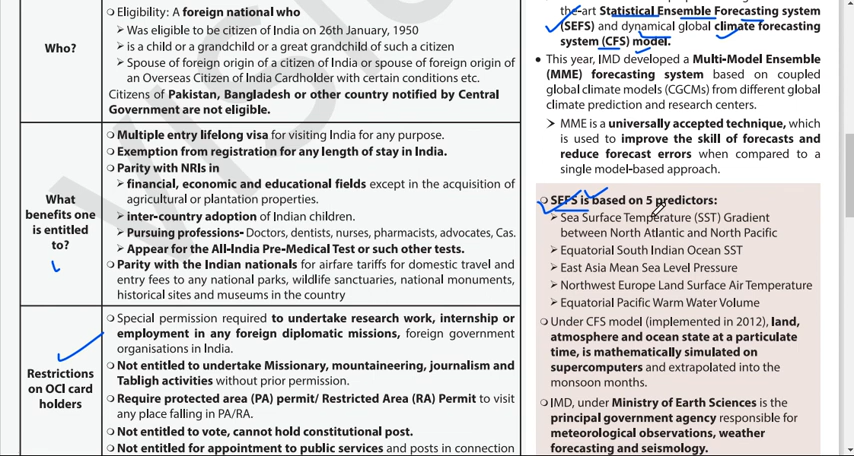 Who?
Eligibility: A foreign national who
Was eligible to be citizen of India on 26th January, 1950
is a child or a grandchild or a great grandchild of such a citizen
Spouse of foreign origin of a citizen of India or spouse of foreign origin of
an Overseas Citizen of India Cardholder with certain conditions etc.
Citizens of Pakistan, Bangladesh or other country notified by Central
Government are not eligible.
What
benefits one
is entitled
to?
Multiple entry lifelong visa for visiting India for any purpose.
Exemption from registration for any length of stay in India.
Parity with NRIs in
financial, economic and educational fields except in the acquisition of
agricultural or plantation properties.
inter-country adoption of Indian children.
Pursuing professions- Doctors, dentists, nurses, pharmacists, advocates, Cas.
Appear for the All-India Pre-Medical Test or such other tests.
Parity with the Indian nationals for airfare tariffs for domestic travel and
entry fees to any national parks, wildlife sanctuaries, national monuments,
historical sites and museums in the country
Restrictions
on OCI card
holders
Special permission required to undertake research work, internship or
employment in any foreign diplomatic missions, foreign government
organisations in India.
Not entitled to undertake Missionary, mountaineering, journalism and
Tabligh activities without prior permission.
Require protected area (PA) permit/ Restricted Area (RA) Permit to visit
any place falling in PA/RA.
Not entitled to vote, cannot hold constitutional post.
Not entitled for appointment to public services and posts in connection
the-art Statistical Ensemble Forecasting system
(SEFS) and dynamical global climate forecasting
system (CFS) model.
• This year, IMD developed a Multi-Model Ensemble
(MME) forecasting system based on coupled
global climate models (CGCMs) from different global
climate prediction and research centers.
MME is a universally accepted technique, which
is used to improve the skill of forecasts and
reduce forecast errors when compared to a
single model-based approach.
SEFS is based on 5 predictors:
Sea Surface Temperature (SST) Gradient
between North Atlantic and North Pacific
Equatorial South Indian Ocean SST
East Asia Mean Sea Level Pressure
Northwest Europe Land Surface Air Temperature
Equatorial Pacific Warm Water Volume
Under CFS model (implemented in 2012), land,
atmosphere and ocean state at a particulate
time, is mathematically simulated on
supercomputers and extrapolated into the
monsoon months.
IMD, under Ministry of Earth Sciences is the
principal government agency responsible for
meteorological observations, weather
forecasting and seismology.